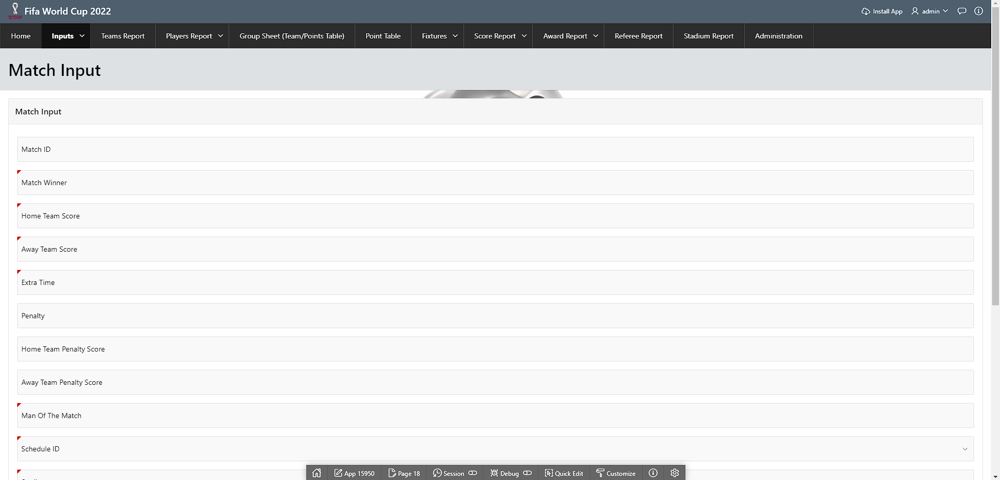 Fifa World Cup 2022
Install App admin
Home Inputs Teams Report Players Report Group Sheet (Team/Points Table) Point Table Fixtures Score Report Award Report Referee Report Stadium Report Administration
Match Input
Match Input
Match ID
Match Winner
Home Team Score
Away Team Score
Extra Time
Penalty
Home Team Penalty Score
Away Team Penalty Score
Man Of The Match
Schedule ID
App 15950 Page 18 Session Debug Quick Edit Customize